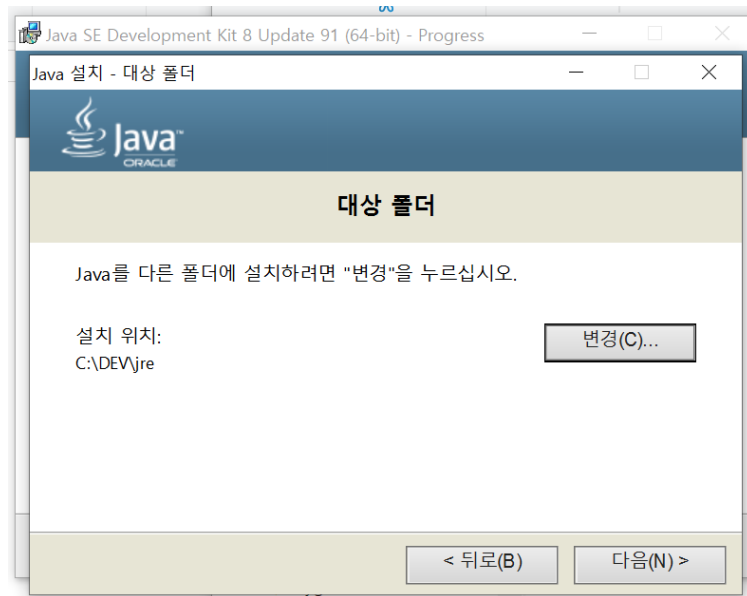 Java SE Development Kit 8 Update 91 (64-bit) - Progress
Java 설치 - 대상 폴더
Java™
ORACLE
대상 폴더
Java를 다른 폴더에 설치하려면 "변경"을 누르십시오.
설치 위치:
변경(C)...
C:\DEV\jre
< 뒤로(B)
다음(N) >